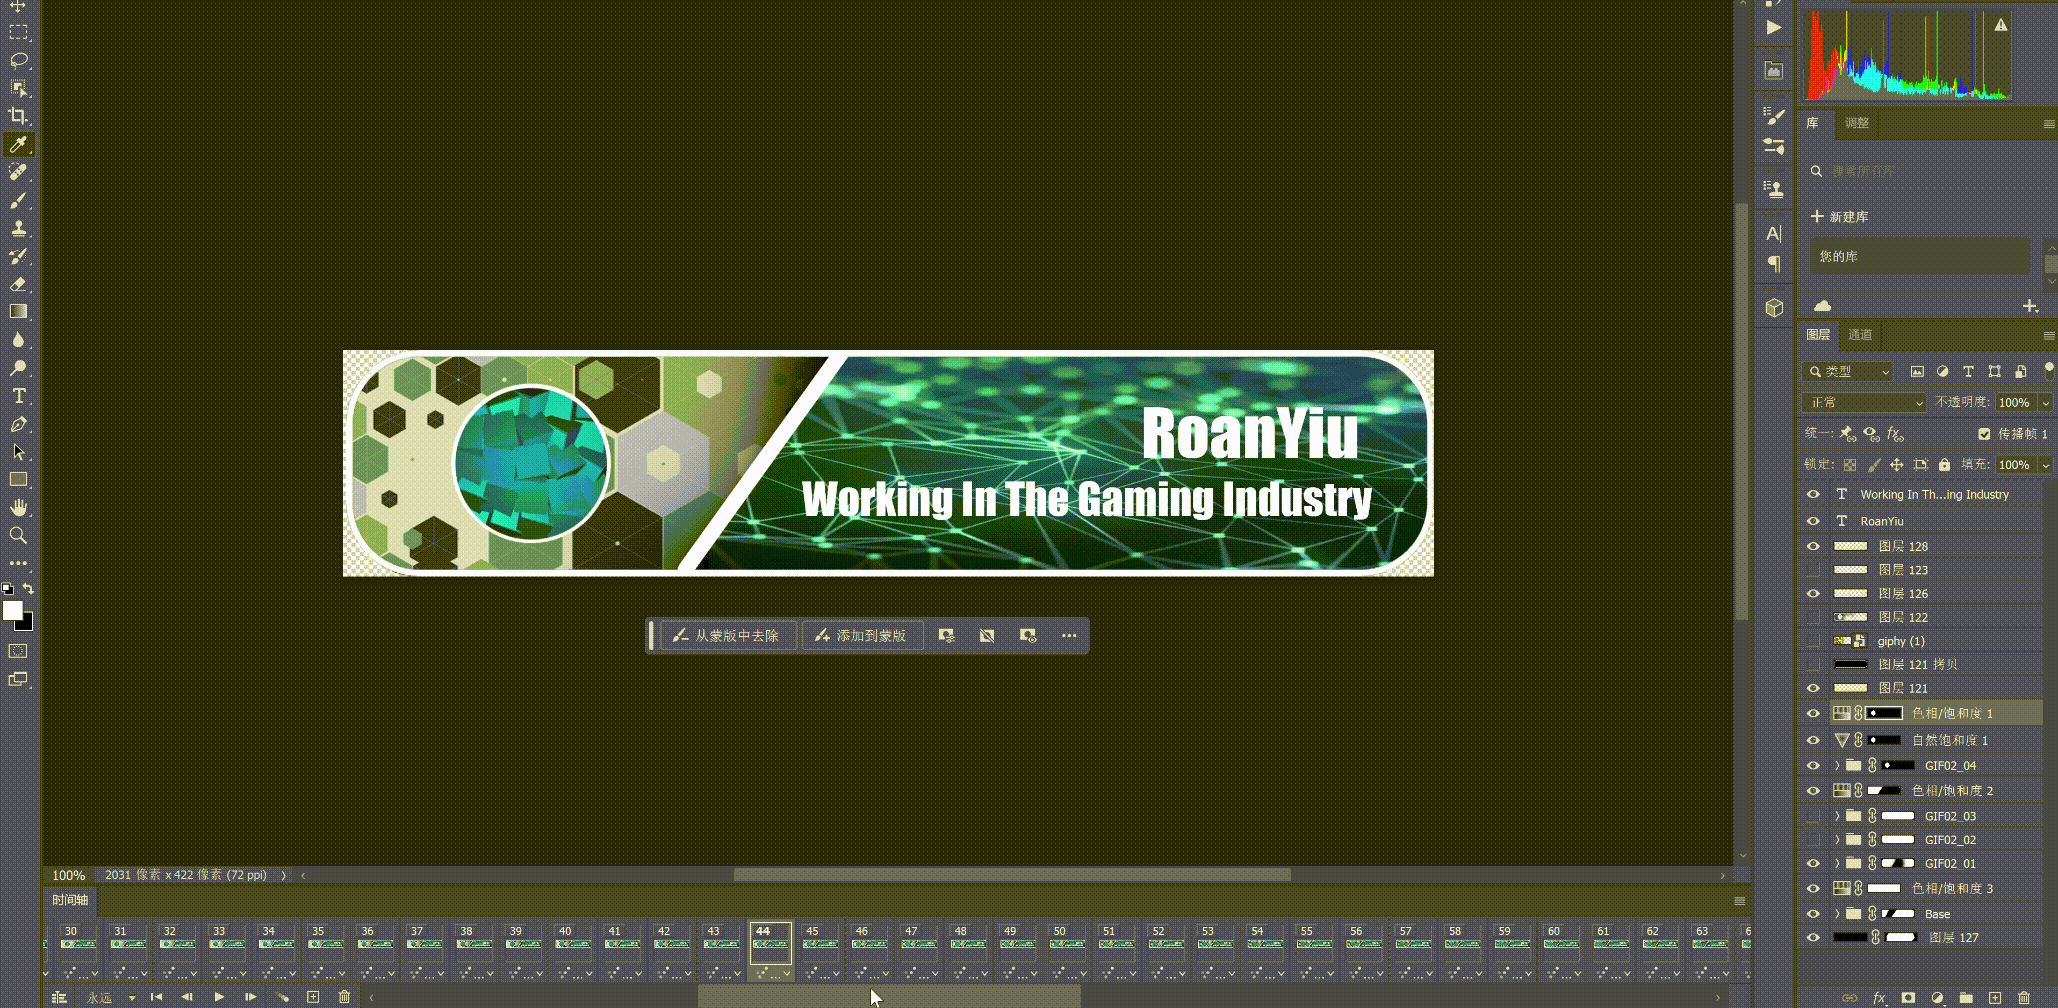 库 调整
搜索所有库
新建库
您的库
图层 通道
类型
正常 不透明度: 100%
统一: 传播帧 1
锁定: 填充: 100%
Working In Th...ing Industry
RoanYiu
图层 128
图层 123
图层 126
图层 122
giphy (1)
图层 121 拷贝
图层 121
色相/饱和度 1
自然饱和度 1
GIF02_04
色相/饱和度 2
GIF02_03
GIF02_02
GIF02_01
色相/饱和度 3
Base
图层 127
RoanYiu
Working In The Gaming Industry
从蒙版中去除 添加到蒙版
100% 2031 像素 x 422 像素 (72 ppi)
时间轴
30 31 32 33 34 35 36 37 38 39 40 41 42 43 44 45 46 47 48 49 50 51 52 53 54 55 56 57 58 59 60 61 62 63
永远